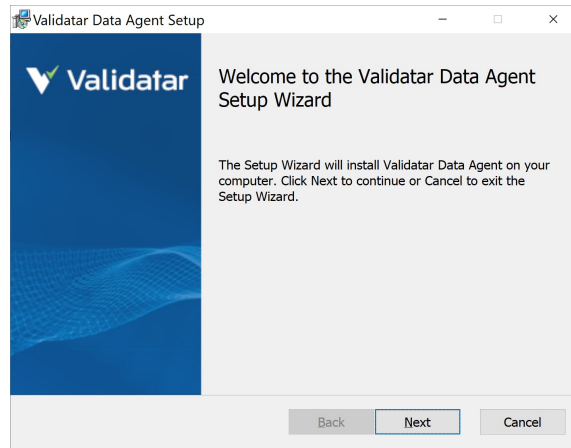 Validatar Data Agent Setup
Validatar
Welcome to the Validatar Data Agent
Setup Wizard
The Setup Wizard will install Validatar Data Agent on your
computer. Click Next to continue or Cancel to exit the
Setup Wizard.
Back Next Cancel